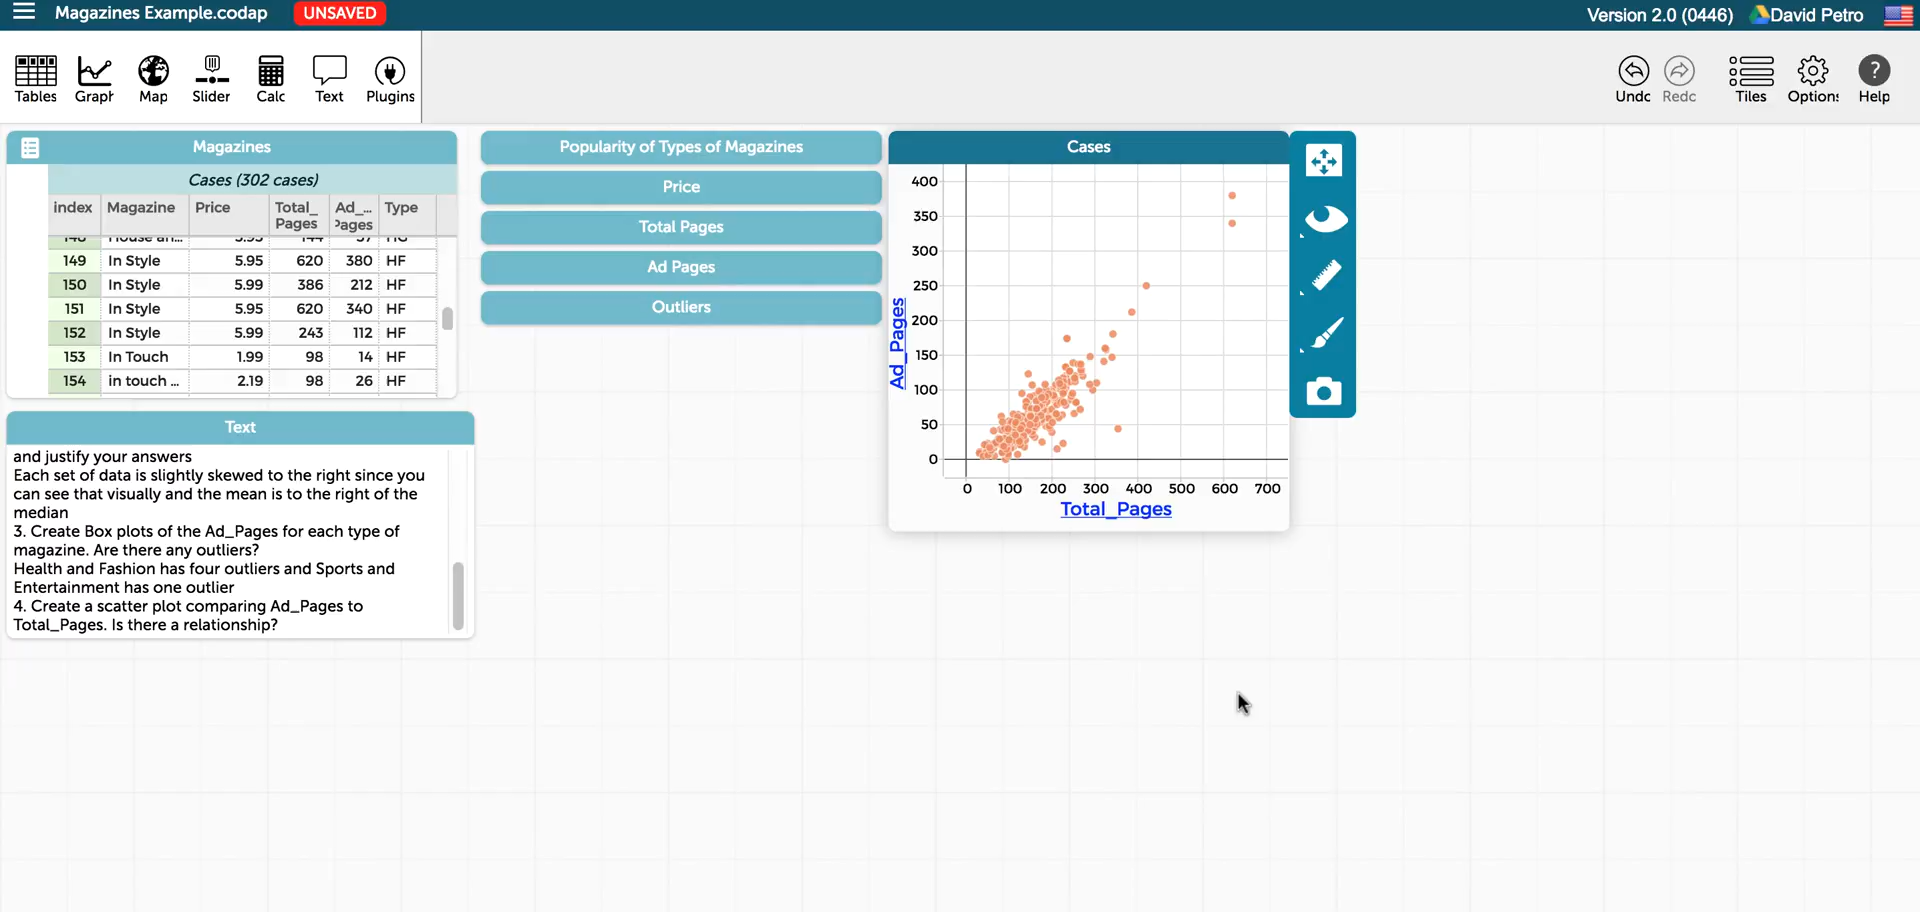 Magazines Example.codap UNSAVED
Version 2.0 (0446) David Petro
Tables Graph Map Slider Calc Text Plugins
Undo Redo Tiles Options Help
Magazines
Cases (302 cases)
index Magazine Price Total_ Pages Ad_... Pages Type
148 House an... 3.95 144 57 HG
149 In Style 5.95 620 380 HF
150 In Style 5.99 386 212 HF
151 In Style 5.95 620 340 HF
152 In Style 5.99 243 112 HF
153 In Touch 1.99 98 14 HF
154 in touch ... 2.19 98 26 HF
Text
and justify your answers
Each set of data is slightly skewed to the right since you
can see that visually and the mean is to the right of the
median
3. Create Box plots of the Ad_Pages for each type of
magazine. Are there any outliers?
Health and Fashion has four outliers and Sports and
Entertainment has one outlier
4. Create a scatter plot comparing Ad_Pages to
Total_Pages. Is there a relationship?
Popularity of Types of Magazines
Price
Total Pages
Ad Pages
Outliers
Cases
400
350
300
250
200
150
100
50
0
Ad_Pages
0 100 200 300 400 500 600 700
Total_Pages
?